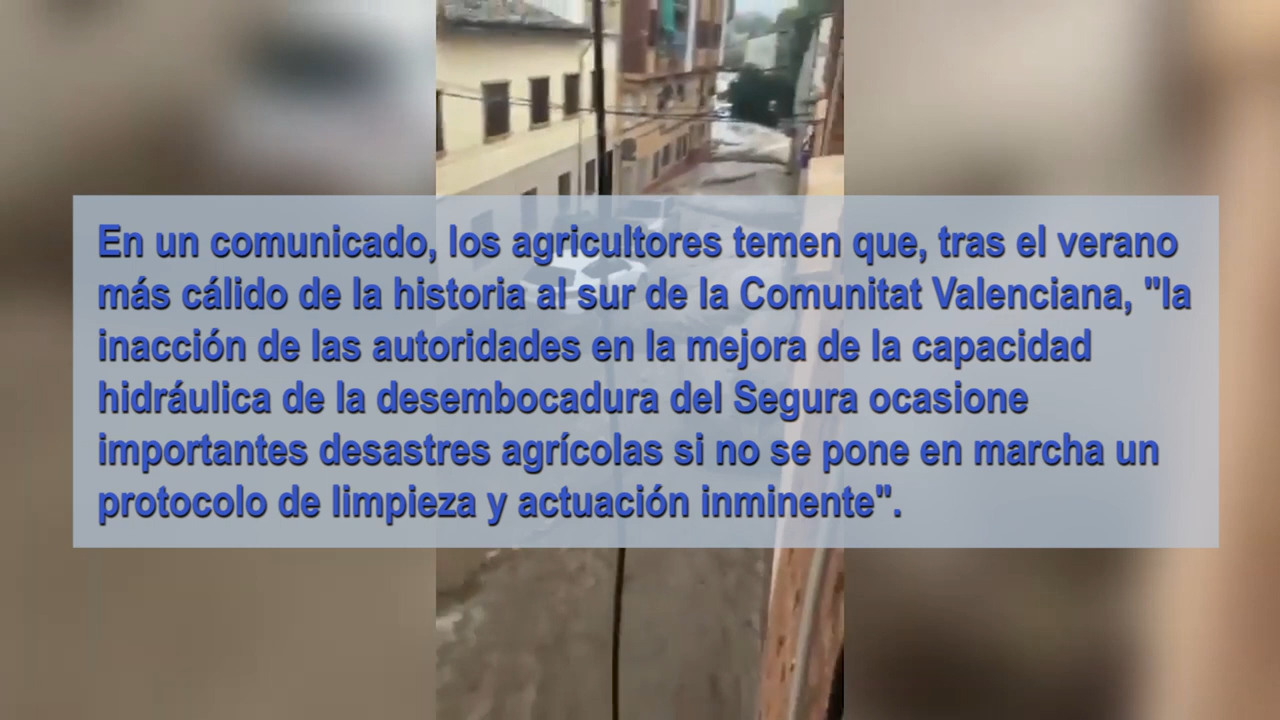 En un comunicado, los agricultores temen que, tras el verano
más cálido de la historia al sur de la Comunitat Valenciana, "la
inacción de las autoridades en la mejora de la capacidad
hidráulica de la desembocadura del Segura ocasione
importantes desastres agrícolas si no se pone en marcha un
protocolo de limpieza y actuación inminente".